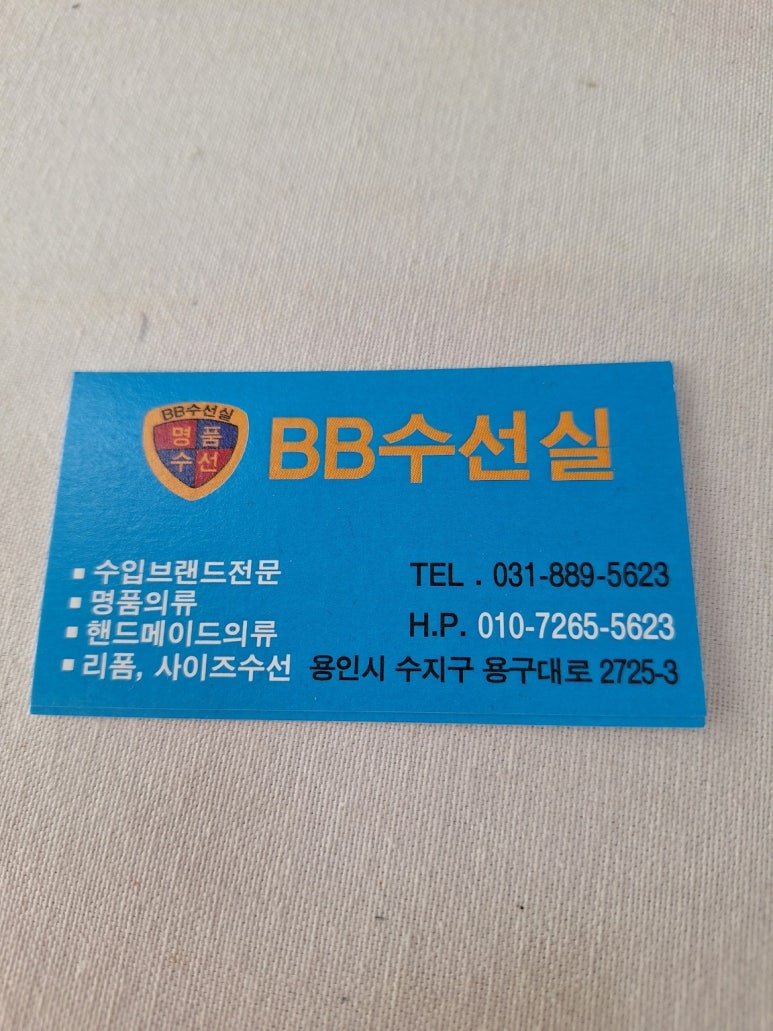 BB수선실
명품
수선
BB수선실
▪ 수입브랜드전문
▪ 명품의류
▪ 핸드메이드의류
▪ 리폼, 사이즈수선
TEL . 031-889-5623
H.P. 010-7265-5623
용인시 수지구 용구대로 2725-3